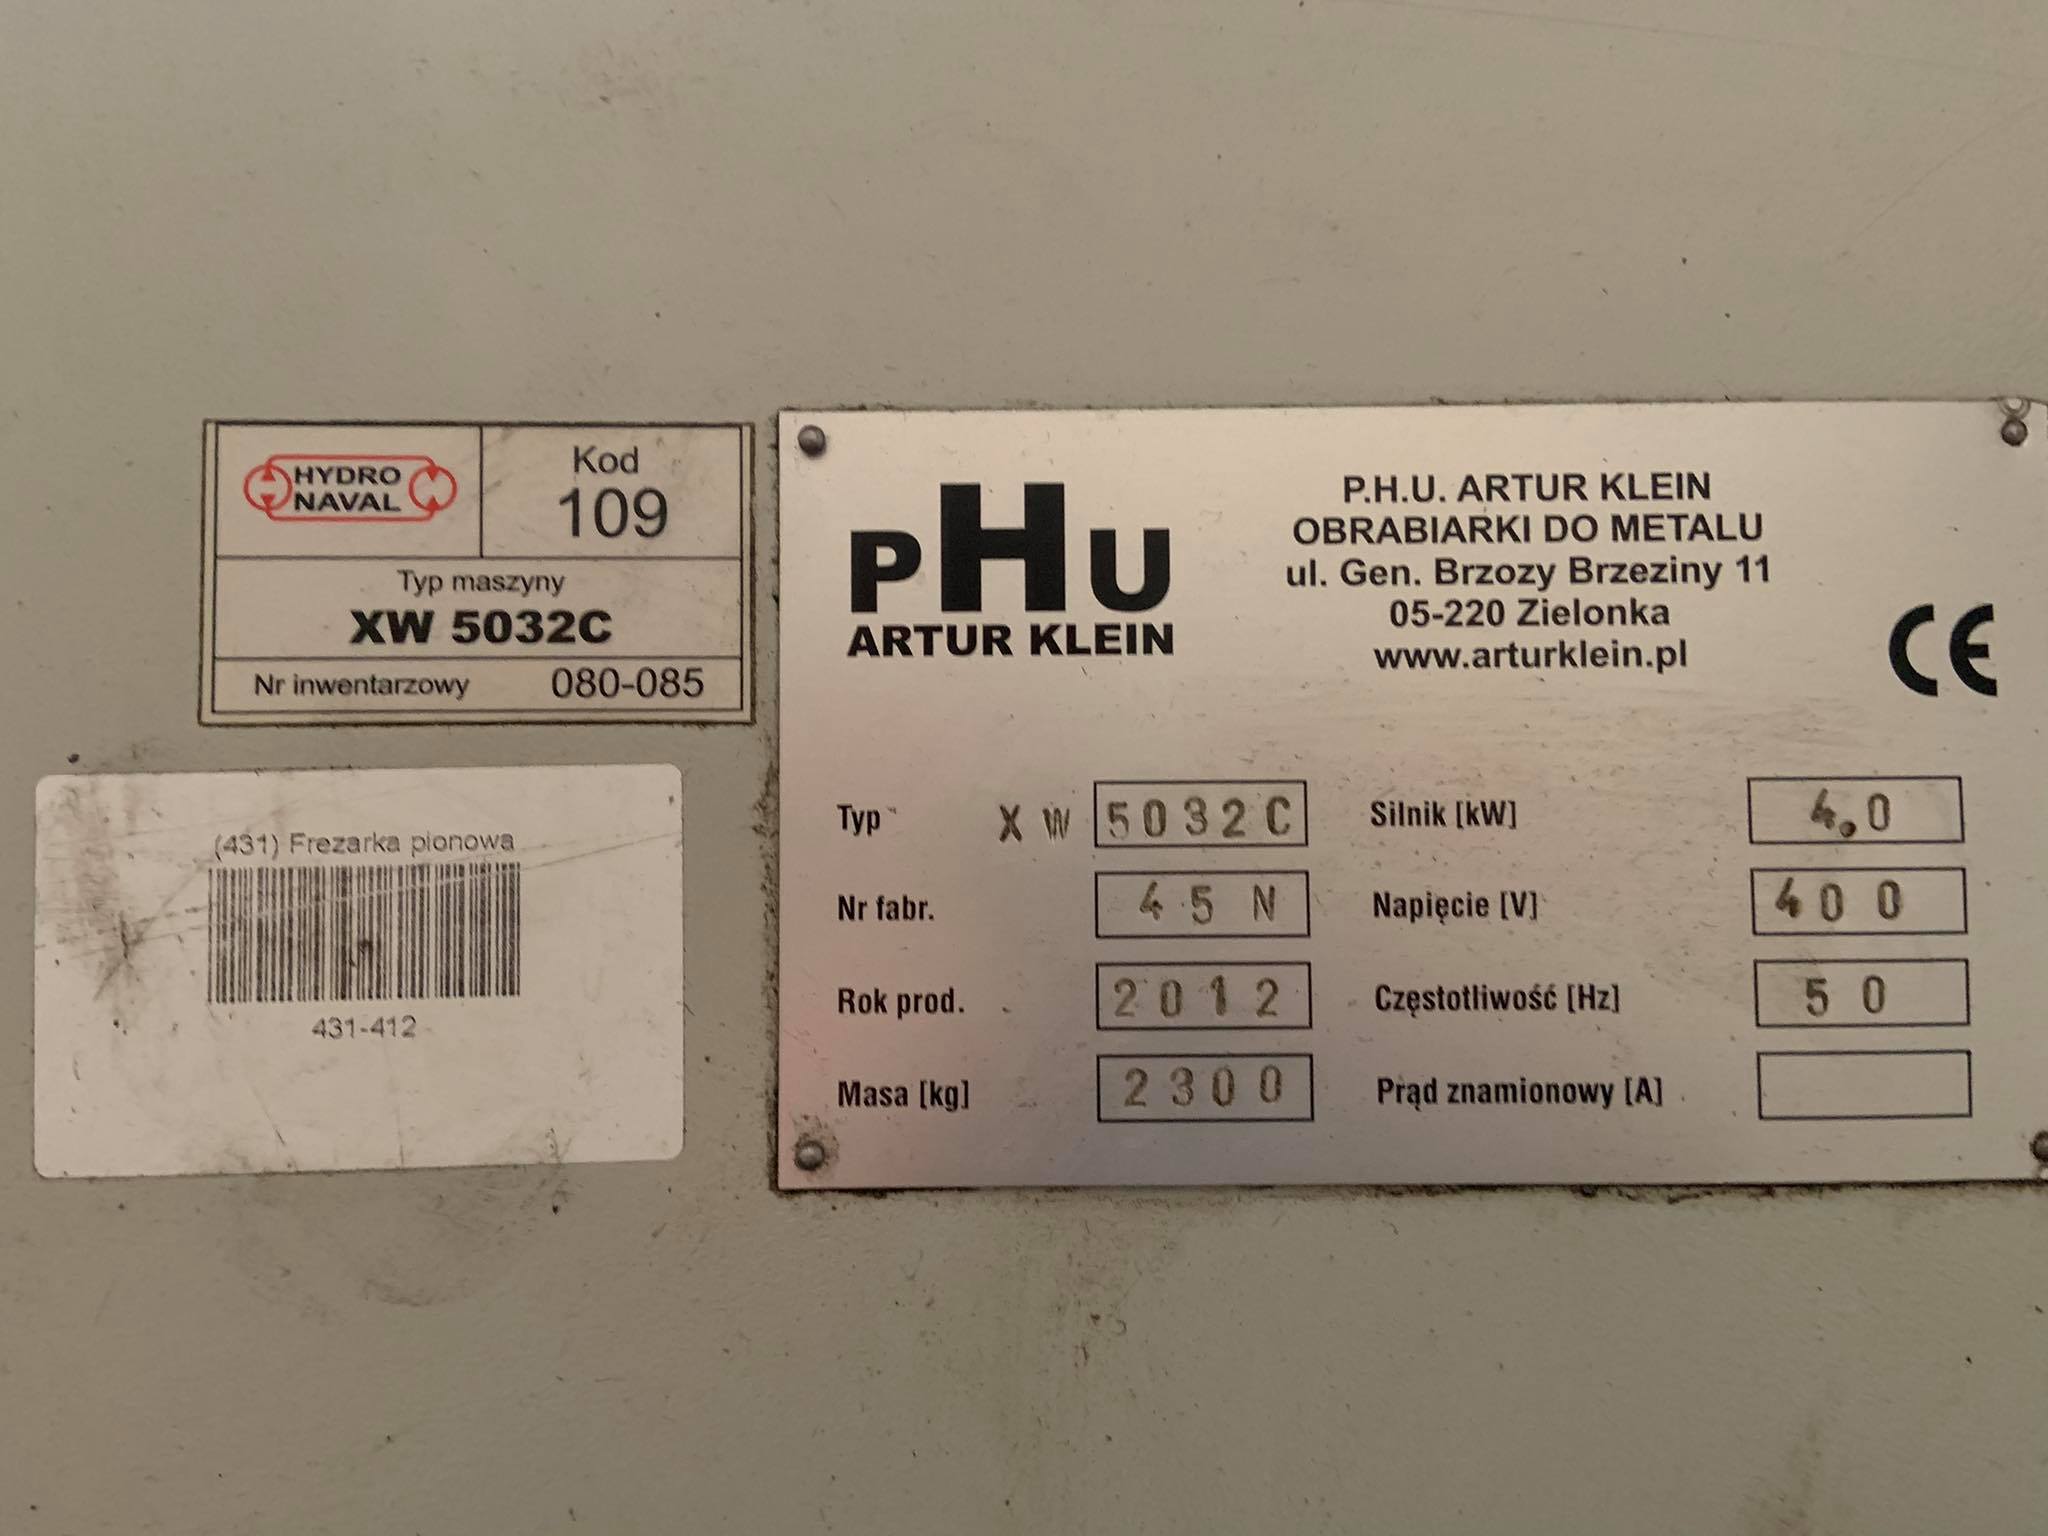 HYDRO
NAVAL
Kod
109
Typ maszyny
XW 5032C
Nr inwentarzowy 080-085
(431) Frezarka pionowa
431-412
PHU
ARTUR KLEIN
P.H.U. ARTUR KLEIN
OBRABIARKI DO METALU
ul. Gen. Brzozy Brzeziny 11
05-220 Zielonka
www.arturklein.pl
CE
Typ XW 5032C
Nr fabr. 45N
Rok prod. 2012
Masa [kg] 2300
Silnik [kW] 4.0
Napięcie [V] 400
Częstotliwość [Hz] 50
Prąd znamionowy [A]